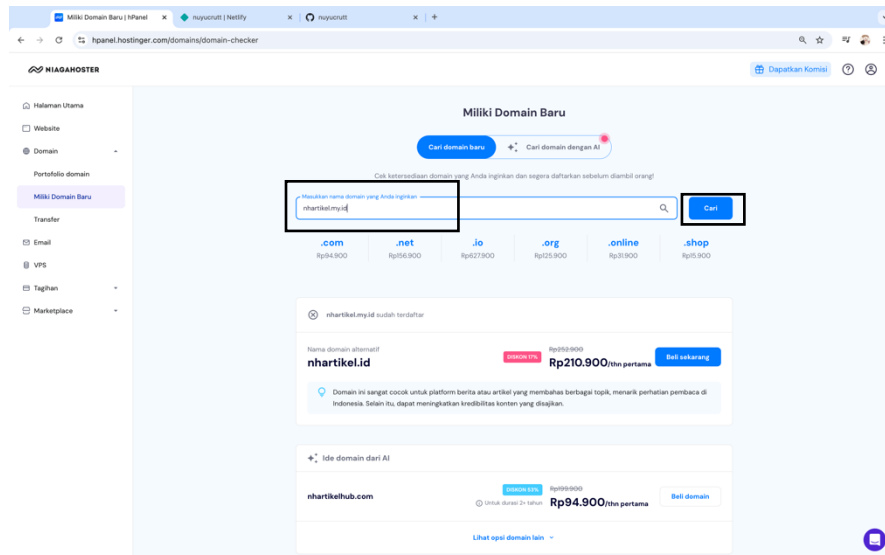 Miliki Domain Baru | hPanel
nuyucrutt | Netlify
nuyucrutt
hpanel.hostinger.com/domains/domain-checker
NIAGAHOSTER
Dapatkan Komisi
Halaman Utama
Website
Domain
Portofolio domain
Miliki Domain Baru
Transfer
Email
VPS
Tagihan
Marketplace
Miliki Domain Baru
Cari domain baru
Cari domain dengan AI
Cek ketersediaan domain yang Anda inginkan dan segera daftarkan sebelum diambil orang!
Masukkan nama domain yang Anda inginkan
nhartikel.my.id
Cari
.com .net .io .org .online .shop
Rp94.900 Rp156.900 Rp627.900 Rp125.900 Rp31.900 Rp15.900
nhartikel.my.id sudah terdaftar
Nama domain alternatif
nhartikel.id
DISKON 17%
Rp252.900
Rp210.900/thn pertama
Beli sekarang
Domain ini sangat cocok untuk platform berita atau artikel yang membahas berbagai topik, menarik perhatian pembaca di
Indonesia. Selain itu, dapat meningkatkan kredibilitas konten yang disajikan.
Ide domain dari AI
nhartikelhub.com
DISKON 53%
Rp199.900
Untuk durasi 2+ tahun
Rp94.900/thn pertama
Beli domain
Lihat opsi domain lain